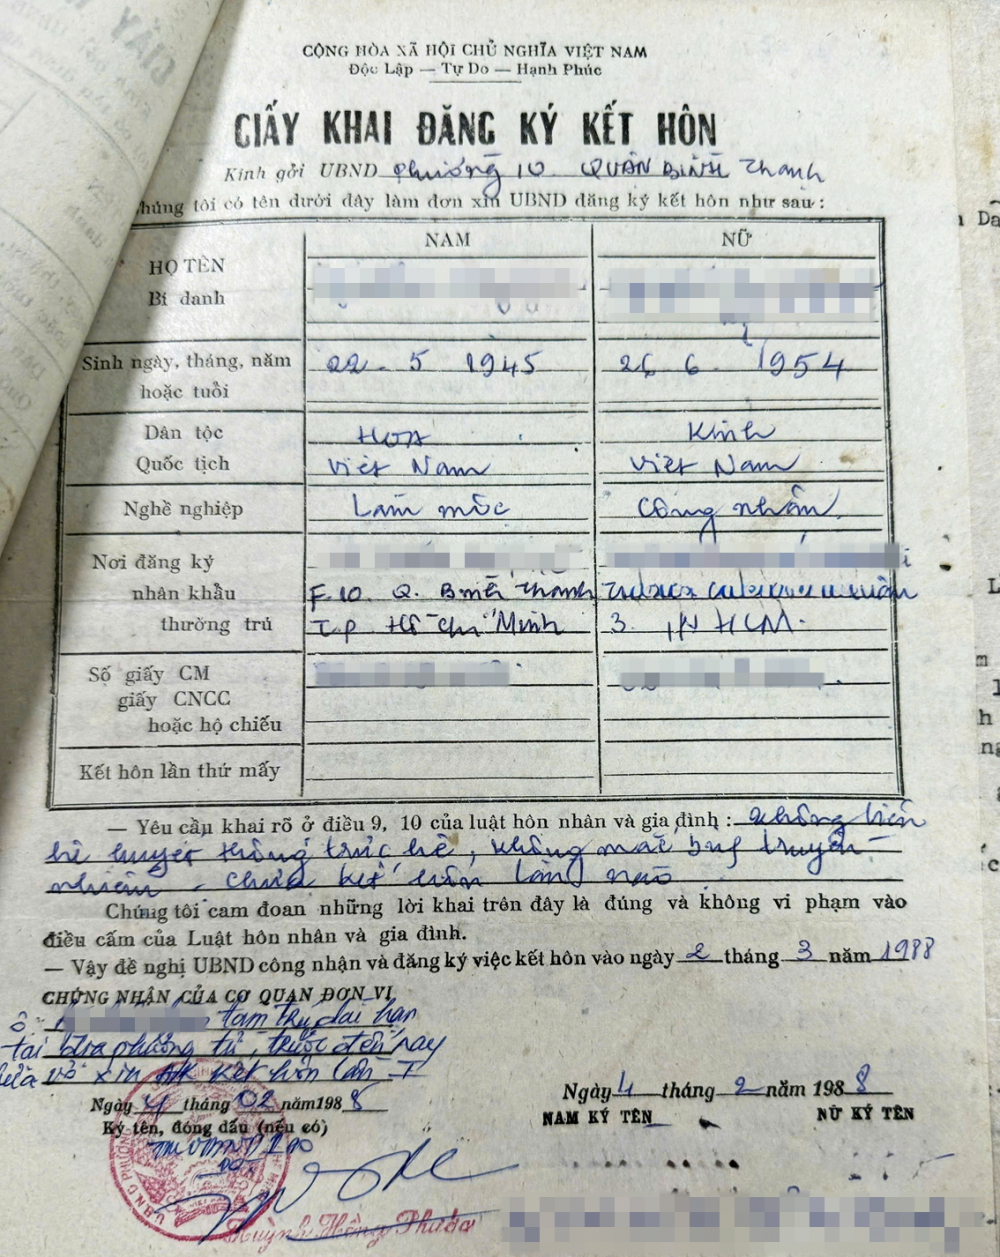 CỘNG HÒA XÃ HỘI CHỦ NGHĨA VIỆT NAM
Độc Lập — Tự Do — Hạnh Phúc
GIẤY KHAI ĐĂNG KÝ KẾT HÔN
Kính gởi UBND Phường 10 QUẬN BÌNH Thạnh
húng tôi có tên dưới đây làm đơn xin UBND đăng ký kết hôn như sau :
NAM NỮ
HỌ TÊN
Bí danh
Sinh ngày, tháng, năm 22 - 5 1945 26 6 - 1954
hoặc tuổi
Dân tộc HOA Kinh
Quốc tịch Việt Nam Việt Nam
Nghề nghiệp Làm mộc Công nhân
Nơi đăng ký
nhân khẩu F.10. Q. Bình Thạnh
thường trú T.P Hồ Chí Minh 3. TP HCM.
Số giấy CM
giấy CNCC
hoặc hộ chiếu
Kết hôn lần thứ mấy
— Yêu cầu khai rõ ở điều 9, 10 của luật hôn nhân và gia đình : không liên
hệ huyết thống trực hệ, không mắc bệnh truyền
nhiễm - chưa kết hôn lần nào
Chúng tôi cam đoan những lời khai trên đây là đúng và không vi phạm vào
điều cấm của Luật hôn nhân và gia đình.
— Vậy đề nghị UBND công nhận và đăng ký việc kết hôn vào ngày 2 tháng 3 năm 1988
CHỨNG NHẬN CỦA CƠ QUAN ĐƠN VỊ
tạm trú dài hạn
tại địa phương từ trước đến nay
xin kết hôn lần I
Ngày 4 tháng 02 năm 1988
Ngày 4 tháng 2 năm 1988
Ký tên, đóng dấu (nếu có)
NAM KÝ TÊN NỮ KÝ TÊN
Huỳnh Hồng Phước